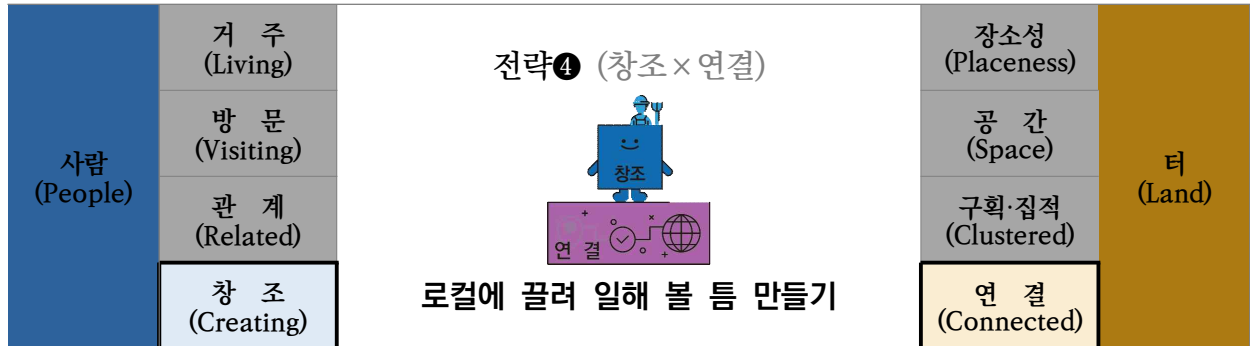 사람
(People)
거 주
(Living)
방 문
(Visiting)
관 계
(Related)
창 조
(Creating)
전략❹ (창조×연결)
창조
연 결
로컬에 끌려 일해 볼 틈 만들기
장소성
(Placeness)
공 간
(Space)
구획·집적
(Clustered)
연 결
(Connected)
터
(Land)